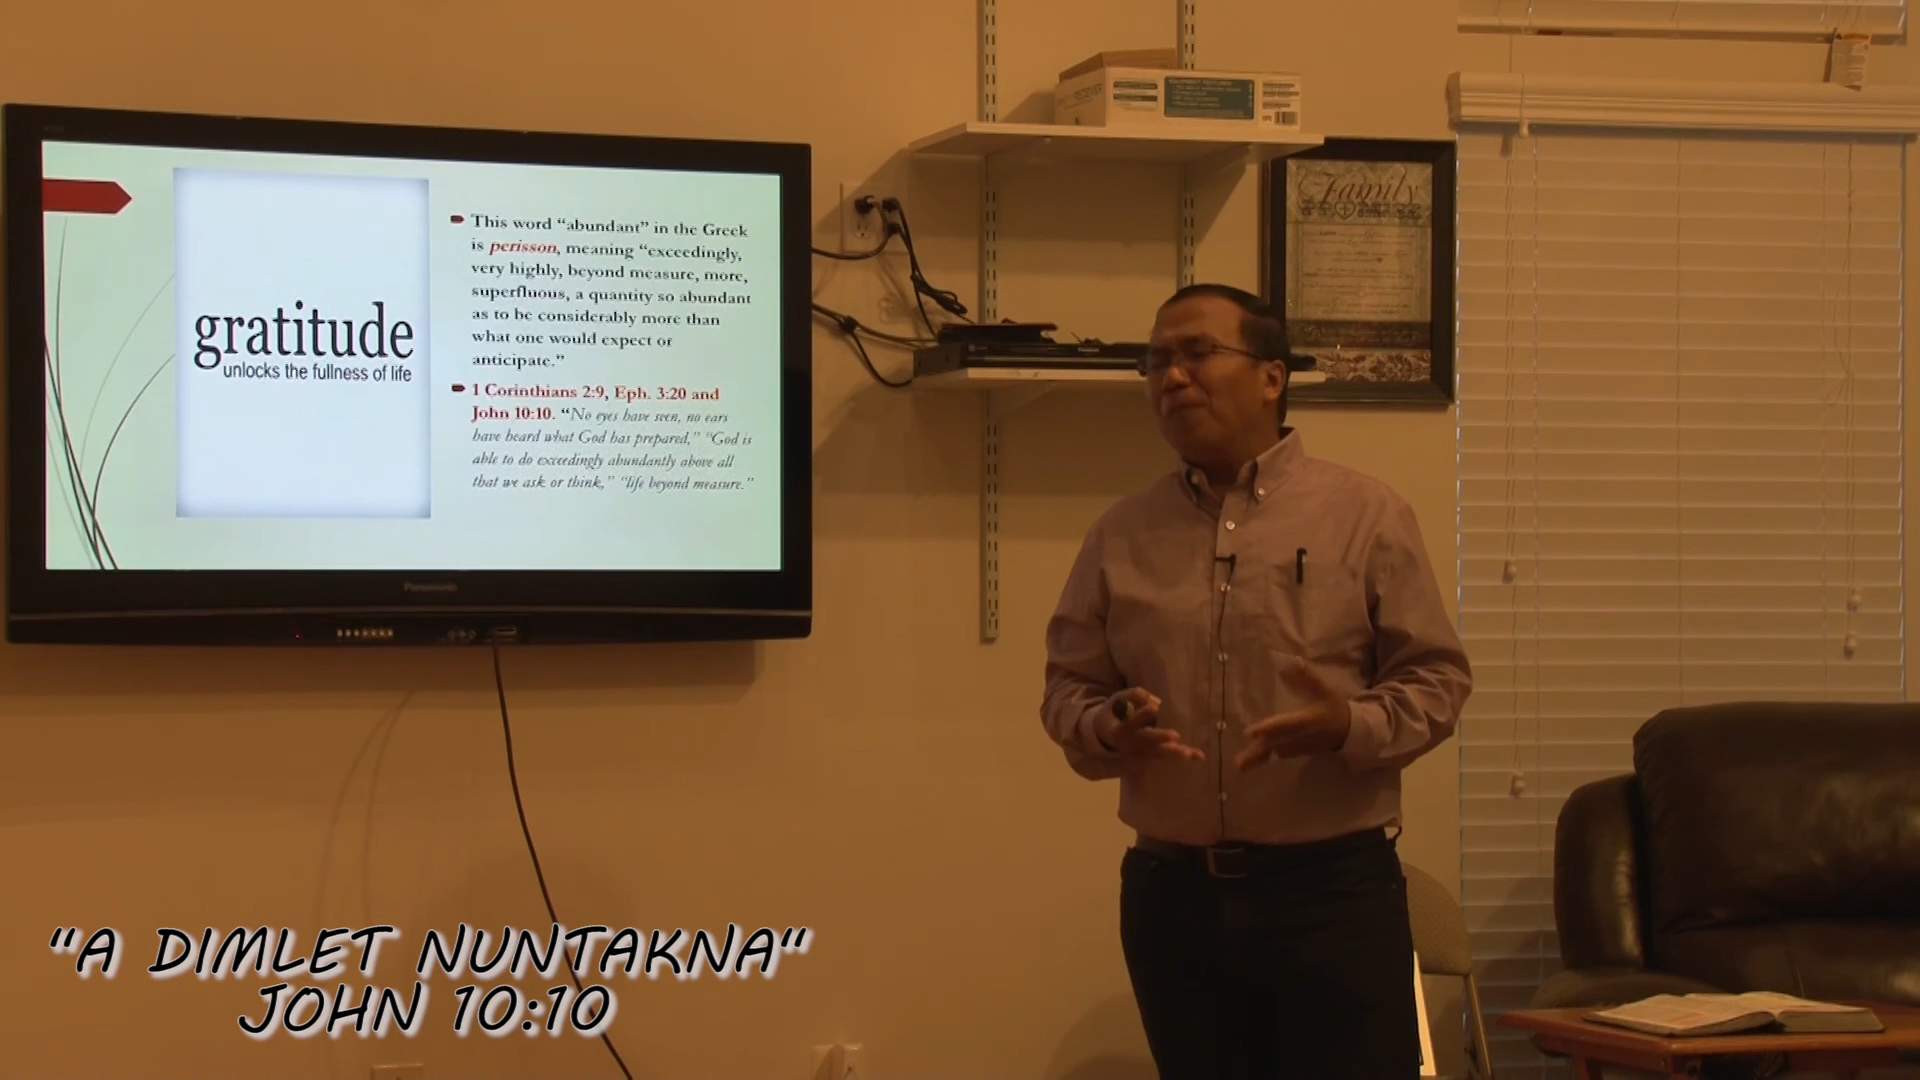 gratitude
unlocks the fullness of life
This word “abundant” in the Greek
is perisson, meaning “exceedingly,
very highly, beyond measure, more,
superfluous, a quantity so abundant
as to be considerably more than
what one would expect or
anticipate.”
1 Corinthians 2:9, Eph. 3:20 and
John 10:10. “No eyes have seen, no ears
have heard what God has prepared,” “God is
able to do exceedingly abundantly above all
that we ask or think,” “life beyond measure.”
Panasonic
Family
"A DIMLET NUNTAKNA"
JOHN 10:10